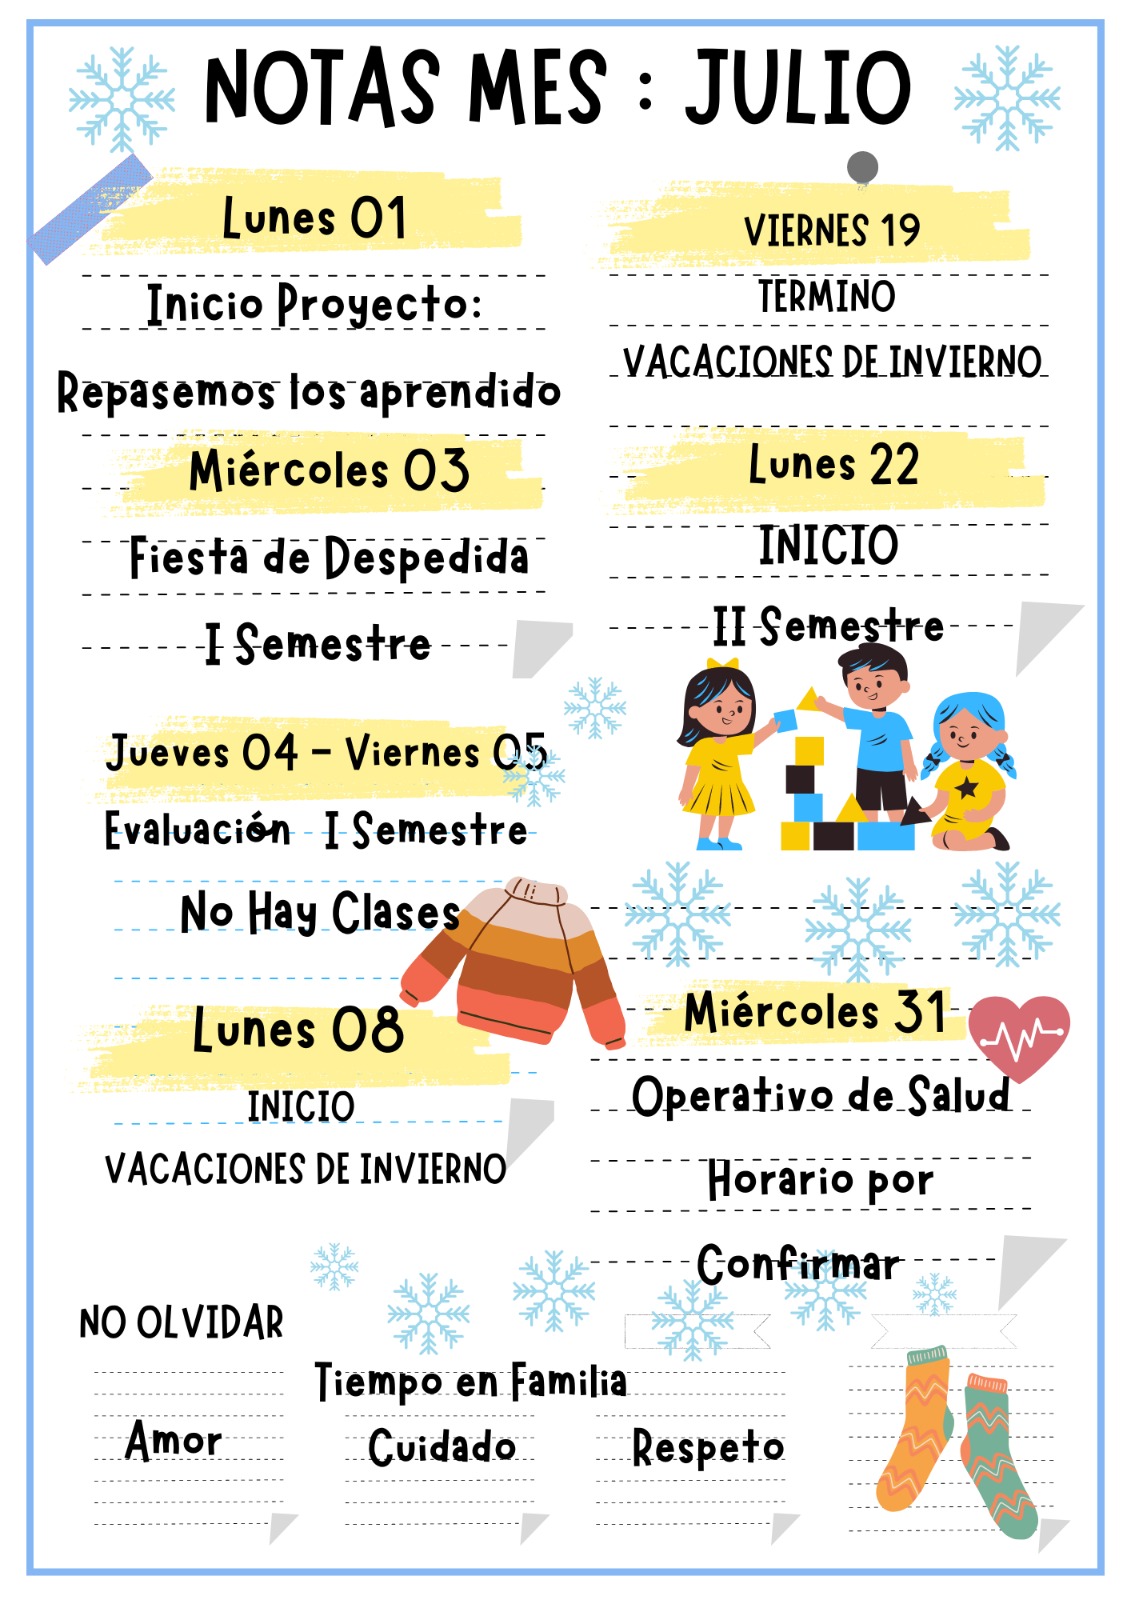 NOTAS MES : JULIO
Lunes 01
Inicio Proyecto:
Repasemos los aprendido
Miércoles 03
Fiesta de Despedida
I Semestre
Jueves 04 - Viernes 05
Evaluación I Semestre
No Hay Clases
Lunes 08
INICIO
VACACIONES DE INVIERNO
VIERNES 19
TERMINO
VACACIONES DE INVIERNO
Lunes 22
INICIO
II Semestre
Miércoles 31
Operativo de Salud
Horario por
Confirmar
NO OLVIDAR
Tiempo en Familia
Amor
Cuidado
Respeto